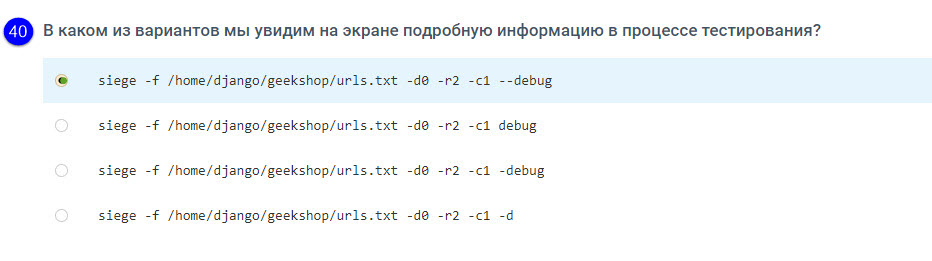 40 В каком из вариантов мы увидим на экране подробную информацию в процессе тестирования?
siege -f /home/django/geekshop/urls.txt -d0 -r2 -c1 --debug
siege -f /home/django/geekshop/urls.txt -d0 -r2 -c1 debug
siege -f /home/django/geekshop/urls.txt -d0 -r2 -c1 -debug
siege -f /home/django/geekshop/urls.txt -d0 -r2 -c1 -d